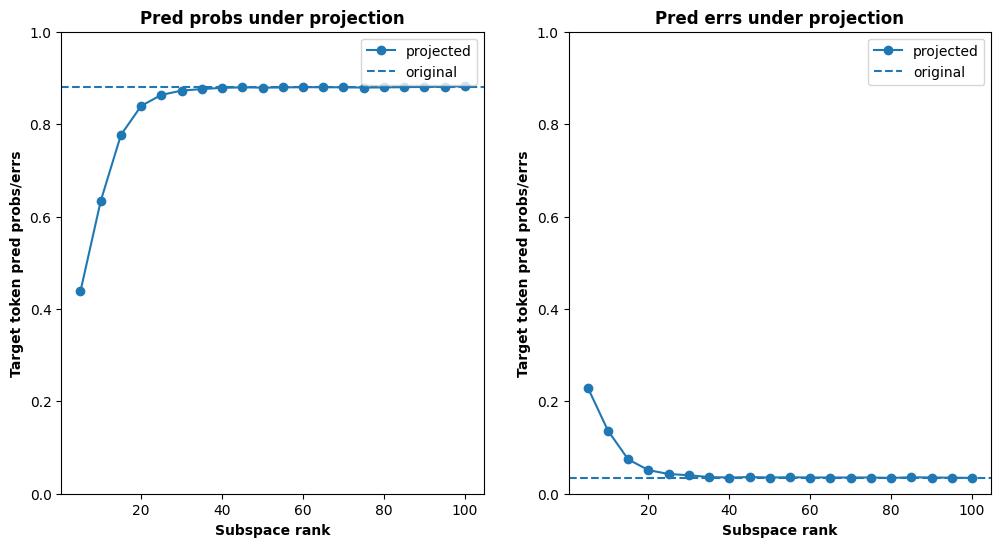 Pred probs under projection
Target token pred probs/errs
1.0
0.8
0.6
0.4
0.2
0.0
projected
original
20
40
60
80
100
Subspace rank
Pred errs under projection
Target token pred probs/errs
1.0
0.8
0.6
0.4
0.2
0.0
projected
original
20
40
60
80
100
Subspace rank